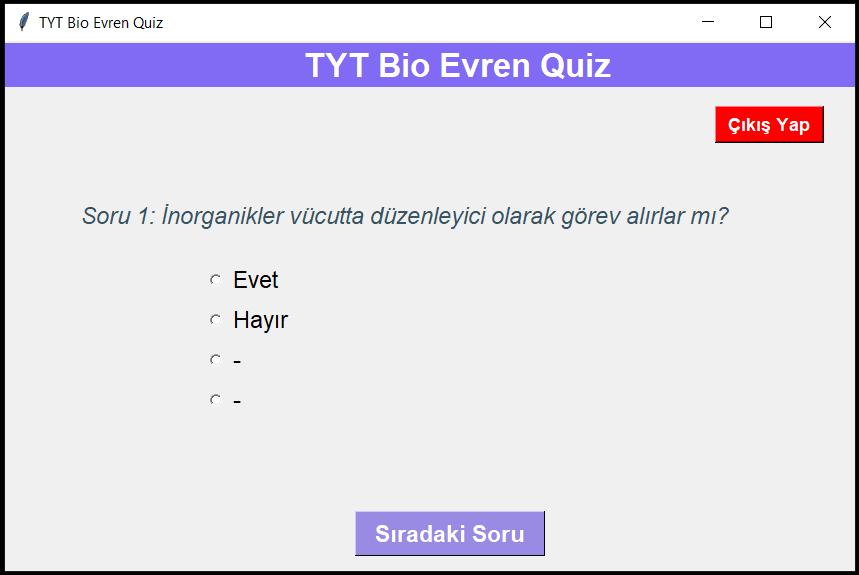 TYT Bio Evren Quiz
TYT Bio Evren Quiz
Çıkış Yap
Soru 1: İnorganikler vücutta düzenleyici olarak görev alırlar mı?
Evet
Hayır
-
-
Sıradaki Soru